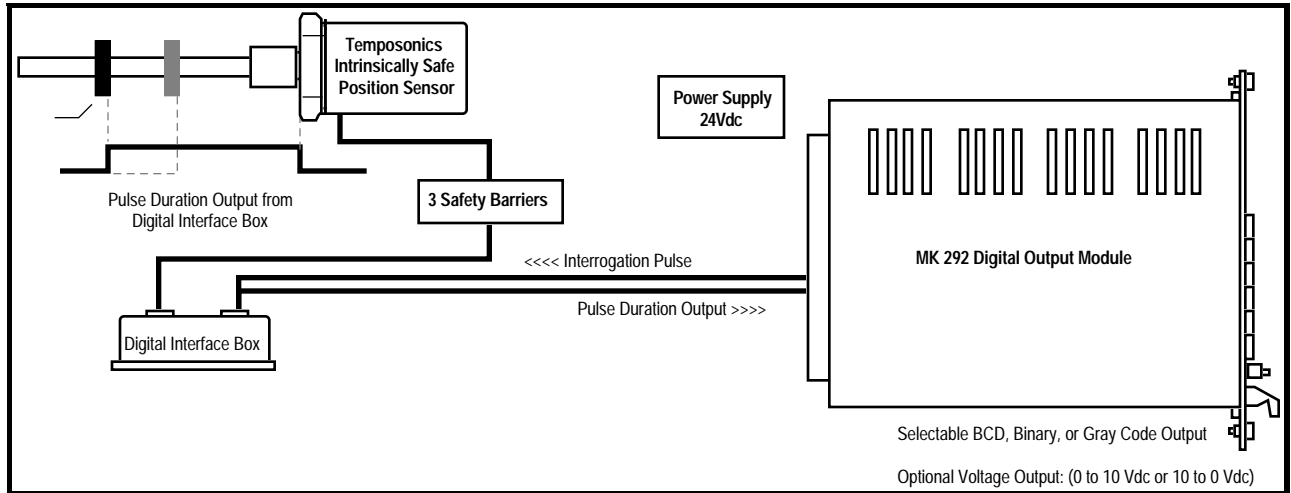 Temposonics
Intrinsically Safe
Position Sensor
Power Supply
24Vdc
Pulse Duration Output from
Digital Interface Box
3 Safety Barriers
<<<< Interrogation Pulse
MK 292 Digital Output Module
Pulse Duration Output >>>>
Digital Interface Box
Selectable BCD, Binary, or Gray Code Output
Optional Voltage Output: (0 to 10 Vdc or 10 to 0 Vdc)